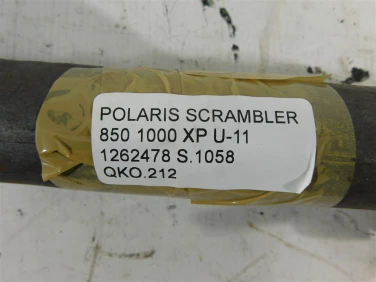 POLARIS SCRAMBLER
850 1000 XP U-11
1262478 S.1058
QKO.212